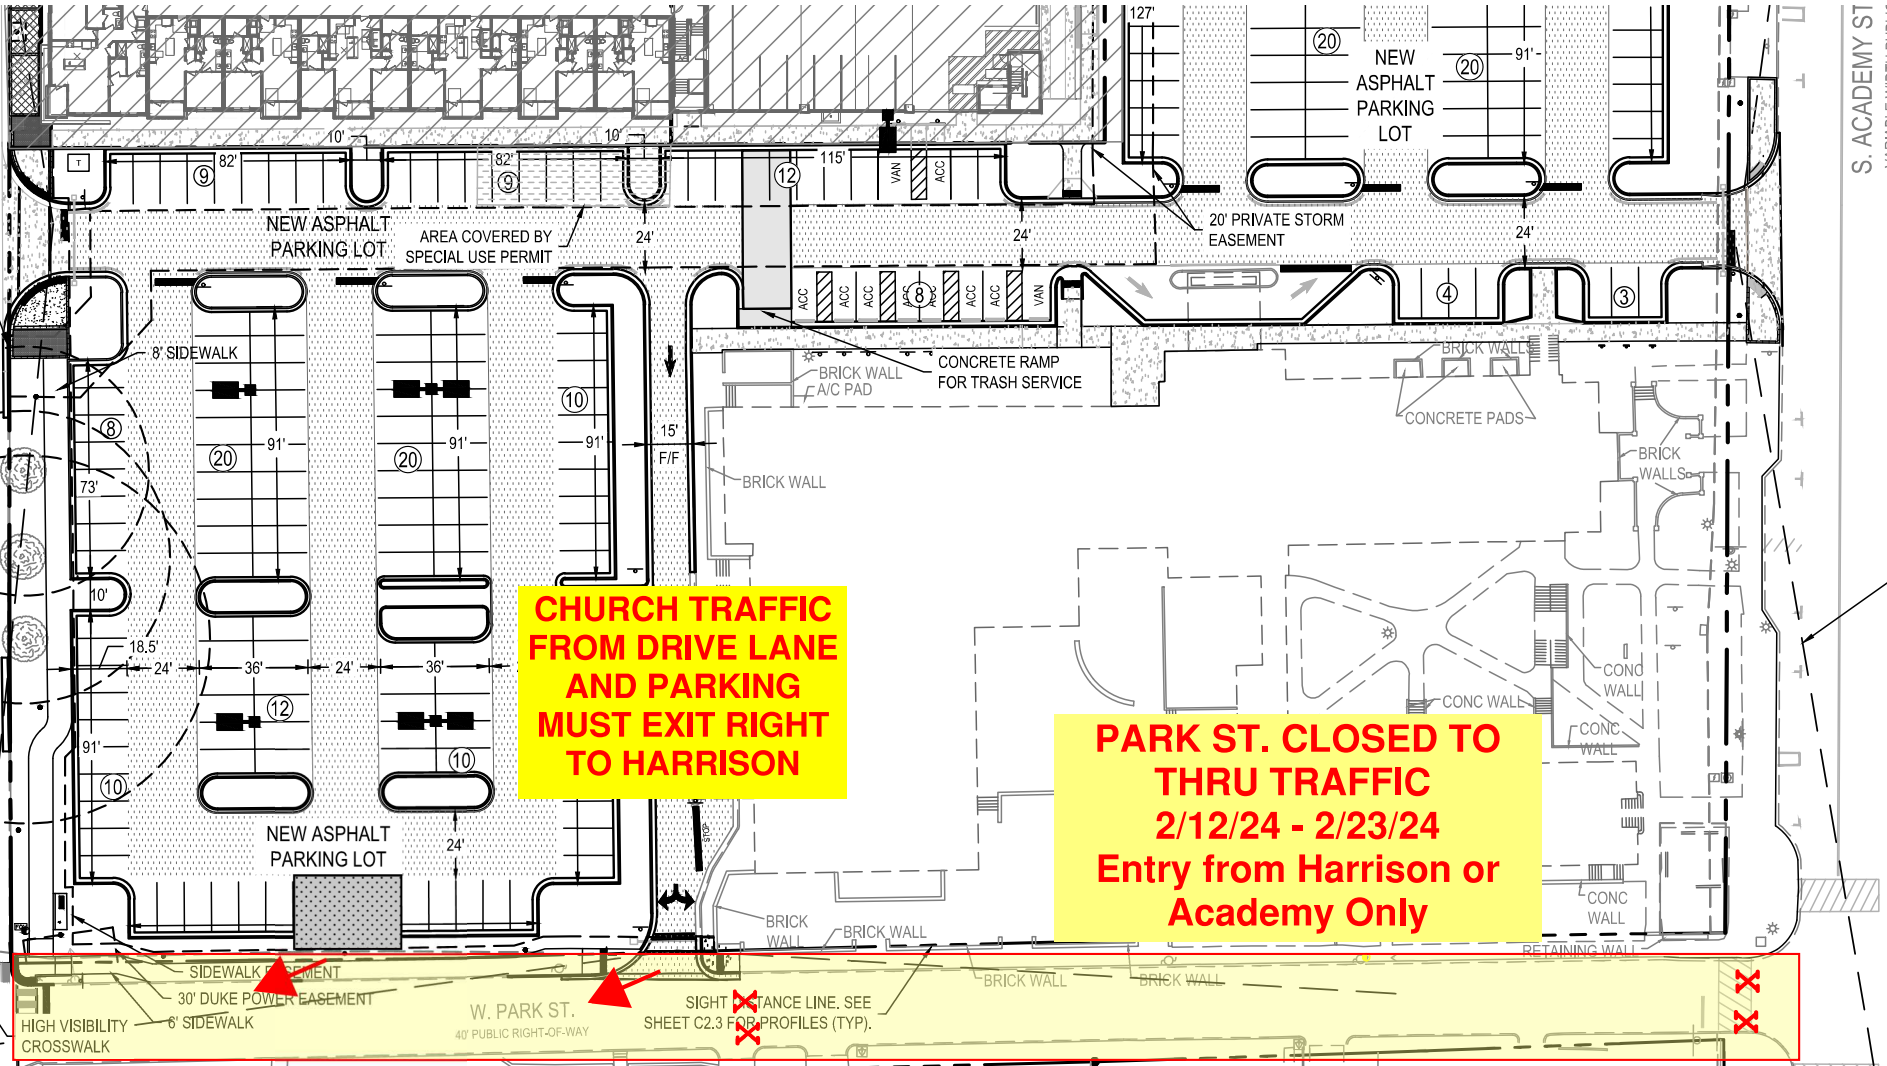 127'
20
NEW
ASPHALT
PARKING
LOT
20
91'
S. ACADEMY ST
10'
10'
T
82'
9
82'
9
12
115'
VAN
ACC
NEW ASPHALT
PARKING LOT
AREA COVERED BY
SPECIAL USE PERMIT
24'
24'
20' PRIVATE STORM
EASEMENT
24'
ACC
ACC
ACC
ACC
8
ACC
ACC
ACC
VAN
4
3
8' SIDEWALK
CONCRETE RAMP
FOR TRASH SERVICE
BRICK WALL
A/C PAD
BRICK WALLS
CONCRETE PADS
8
20
91'
20
91'
10
91'
15'
F/F
73'
BRICK WALL
BRICK
WALLS
10'
CHURCH TRAFFIC
FROM DRIVE LANE
AND PARKING
MUST EXIT RIGHT
TO HARRISON
18.5'
24'
36'
24'
36'
CONC
WALL
CONC WALL
CONC
WALL
12
91'
10
10
PARK ST. CLOSED TO
THRU TRAFFIC
2/12/24 - 2/23/24
Entry from Harrison or
Academy Only
NEW ASPHALT
PARKING LOT
24'
STOP
CONC
WALL
BRICK
WALL
BRICK WALL
RETAINING WALL
SIDEWALK EASEMENT
30' DUKE POWER EASEMENT
6' SIDEWALK
HIGH VISIBILITY
CROSSWALK
W. PARK ST.
40' PUBLIC RIGHT-OF-WAY
SIGHT DISTANCE LINE. SEE
SHEET C2.3 FOR PROFILES (TYP).
BRICK WALL
BRICK WALL
X
X
X
X